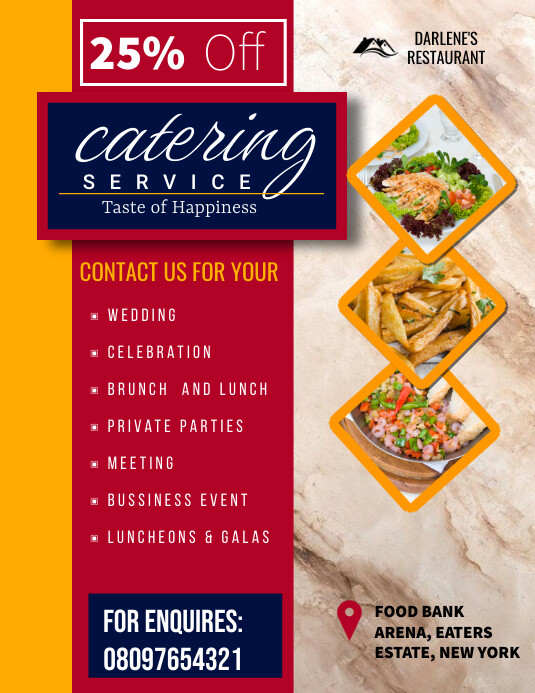 25% Off
DARLENE'S
RESTAURANT
catering
SERVICE
Taste of Happiness
CONTACT US FOR YOUR
WEDDING
CELEBRATION
BRUNCH AND LUNCH
PRIVATE PARTIES
MEETING
BUSSINESS EVENT
LUNCHEONS & GALAS
FOR ENQUIRES:
08097654321
FOOD BANK
ARENA, EATERS
ESTATE, NEW YORK